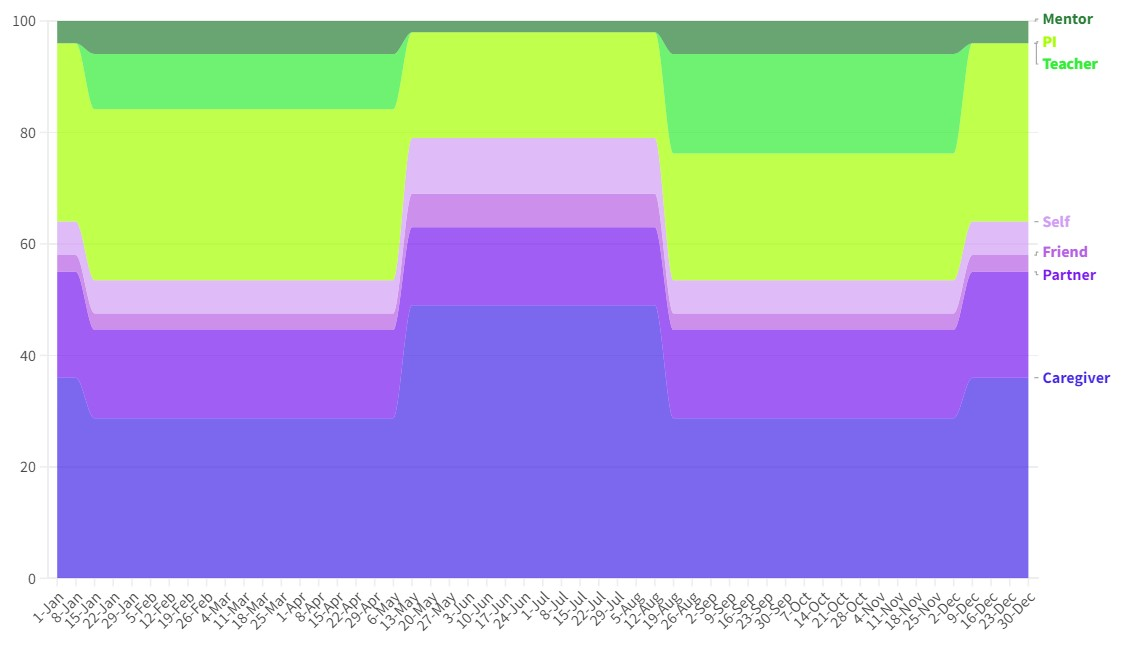 100
80
60
40
20
0
Mentor
PI
Teacher
Self
Friend
Partner
Caregiver
1-Jan
8-Jan
15-Jan
22-Jan
29-Jan
5-Feb
12-Feb
19-Feb
26-Feb
4-Mar
11-Mar
18-Mar
25-Mar
1-Apr
8-Apr
15-Apr
22-Apr
29-Apr
6-May
13-May
20-May
27-May
3-Jun
10-Jun
17-Jun
24-Jun
1-Jul
8-Jul
15-Jul
22-Jul
29-Jul
5-Aug
12-Aug
19-Aug
26-Aug
2-Sep
9-Sep
16-Sep
23-Sep
30-Sep
7-Oct
14-Oct
21-Oct
28-Oct
4-Nov
11-Nov
18-Nov
25-Nov
2-Dec
9-Dec
16-Dec
23-Dec
30-Dec